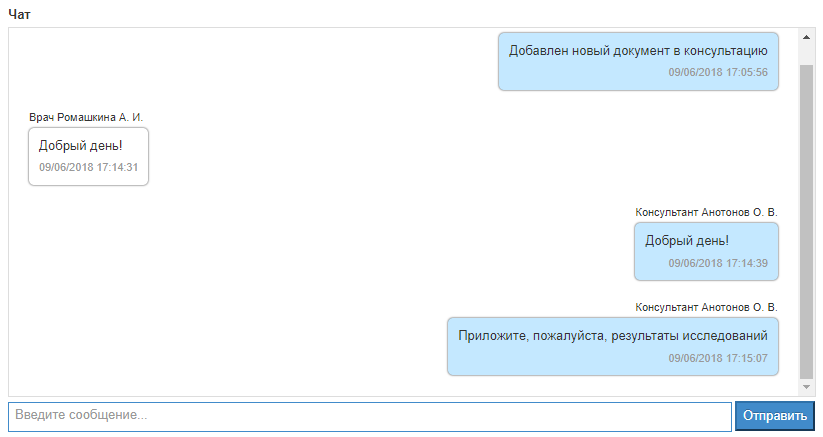 Чат
Добавлен новый документ в консультацию
09/06/2018 17:05:56
Врач Ромашкина А. И.
Добрый день!
09/06/2018 17:14:31
Консультант Анотонов О. В.
Добрый день!
09/06/2018 17:14:39
Консультант Анотонов О. В.
Приложите, пожалуйста, результаты исследований
09/06/2018 17:15:07
Введите сообщение...
Отправить